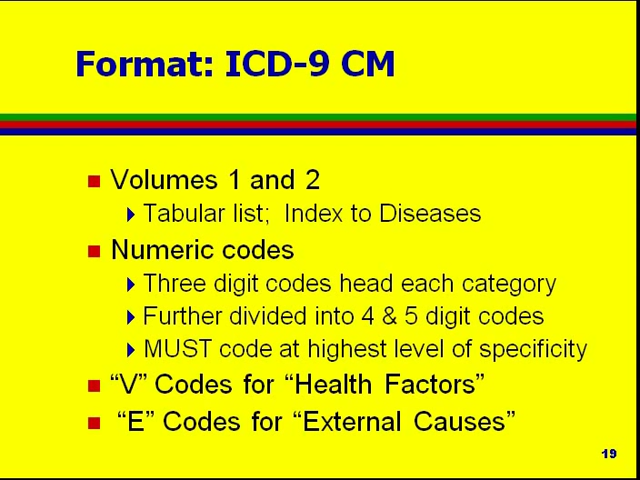 Format: ICD-9 CM
Volumes 1 and 2
Tabular list;  Index to Diseases
Numeric codes
Three digit codes head each category
Further divided into 4 & 5 digit codes
MUST code at highest level of specificity
“V” Codes for “Health Factors”
“E” Codes for “External Causes”
19